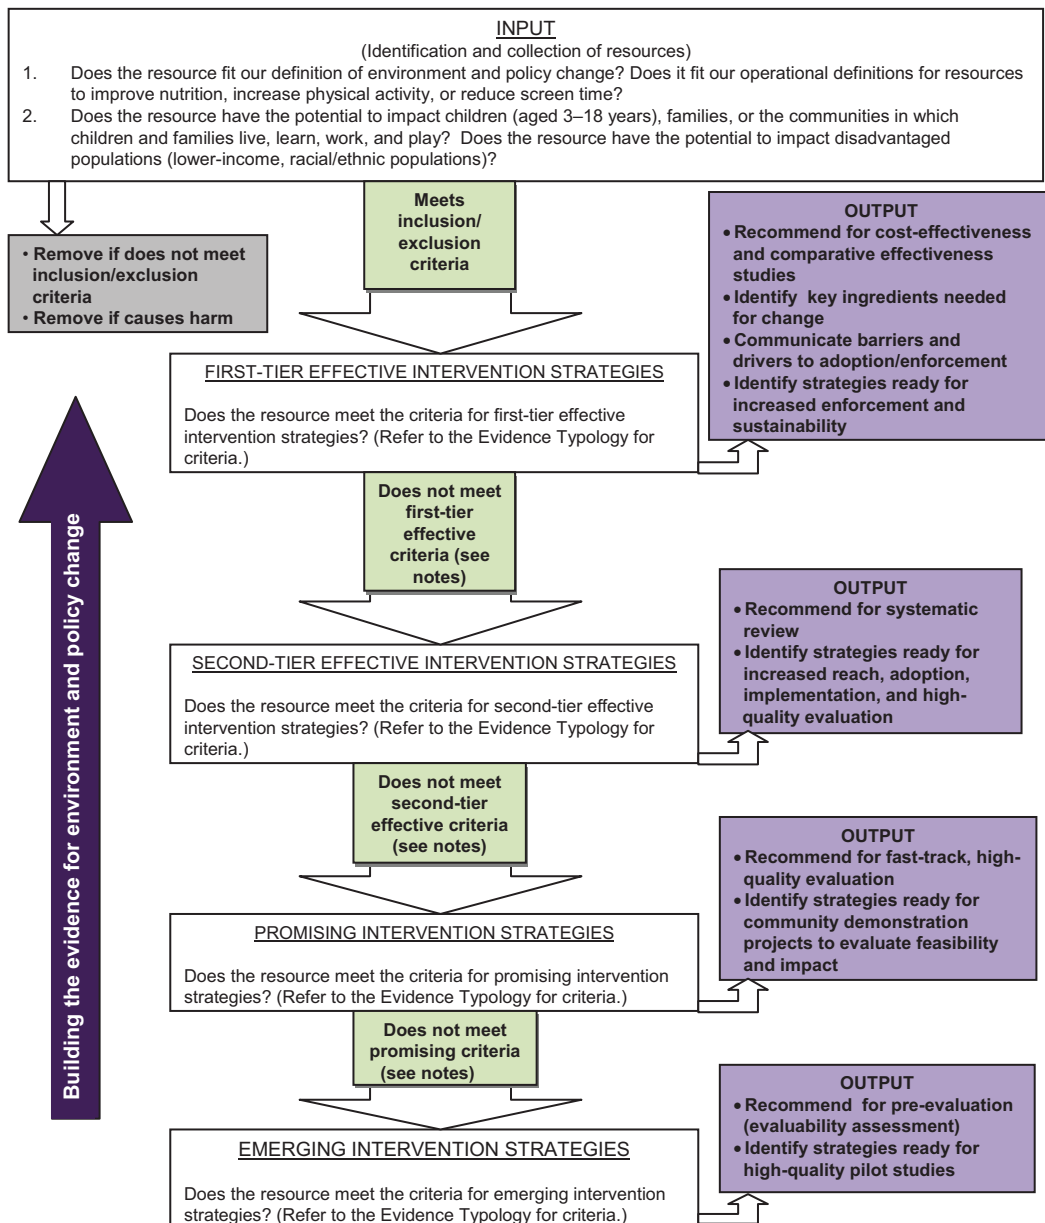 INPUT
(Identification and collection of resources)
1. Does the resource fit our definition of environment and policy change? Does it fit our operational definitions for resources
to improve nutrition, increase physical activity, or reduce screen time?
2. Does the resource have the potential to impact children (aged 3–18 years), families, or the communities in which
children and families live, learn, work, and play? Does the resource have the potential to impact disadvantaged
populations (lower-income, racial/ethnic populations)?
• Remove if does not meet
inclusion/exclusion
criteria
• Remove if causes harm
Meets
inclusion/
exclusion
criteria
OUTPUT
• Recommend for cost-effectiveness
and comparative effectiveness
studies
• Identify key ingredients needed
for change
• Communicate barriers and
drivers to adoption/enforcement
• Identify strategies ready for
increased enforcement and
sustainability
FIRST-TIER EFFECTIVE INTERVENTION STRATEGIES
Does the resource meet the criteria for first-tier effective
intervention strategies? (Refer to the Evidence Typology for
criteria.)
Does not meet
first-tier
effective
criteria (see
notes)
OUTPUT
• Recommend for systematic
review
• Identify strategies ready for
increased reach, adoption,
implementation, and high-
quality evaluation
SECOND-TIER EFFECTIVE INTERVENTION STRATEGIES
Does the resource meet the criteria for second-tier effective
intervention strategies? (Refer to the Evidence Typology for
criteria.)
Does not meet
second-tier
effective criteria
(see notes)
OUTPUT
• Recommend for fast-track, high-
quality evaluation
• Identify strategies ready for
community demonstration
projects to evaluate feasibility
and impact
PROMISING INTERVENTION STRATEGIES
Does the resource meet the criteria for promising intervention
strategies? (Refer to the Evidence Typology for criteria.)
Does not meet
promising criteria
(see notes)
OUTPUT
• Recommend for pre-evaluation
(evaluability assessment)
• Identify strategies ready for
high-quality pilot studies
EMERGING INTERVENTION STRATEGIES
Does the resource meet the criteria for emerging intervention
strategies? (Refer to the Evidence Typology for criteria.)
Building the evidence for environment and policy change